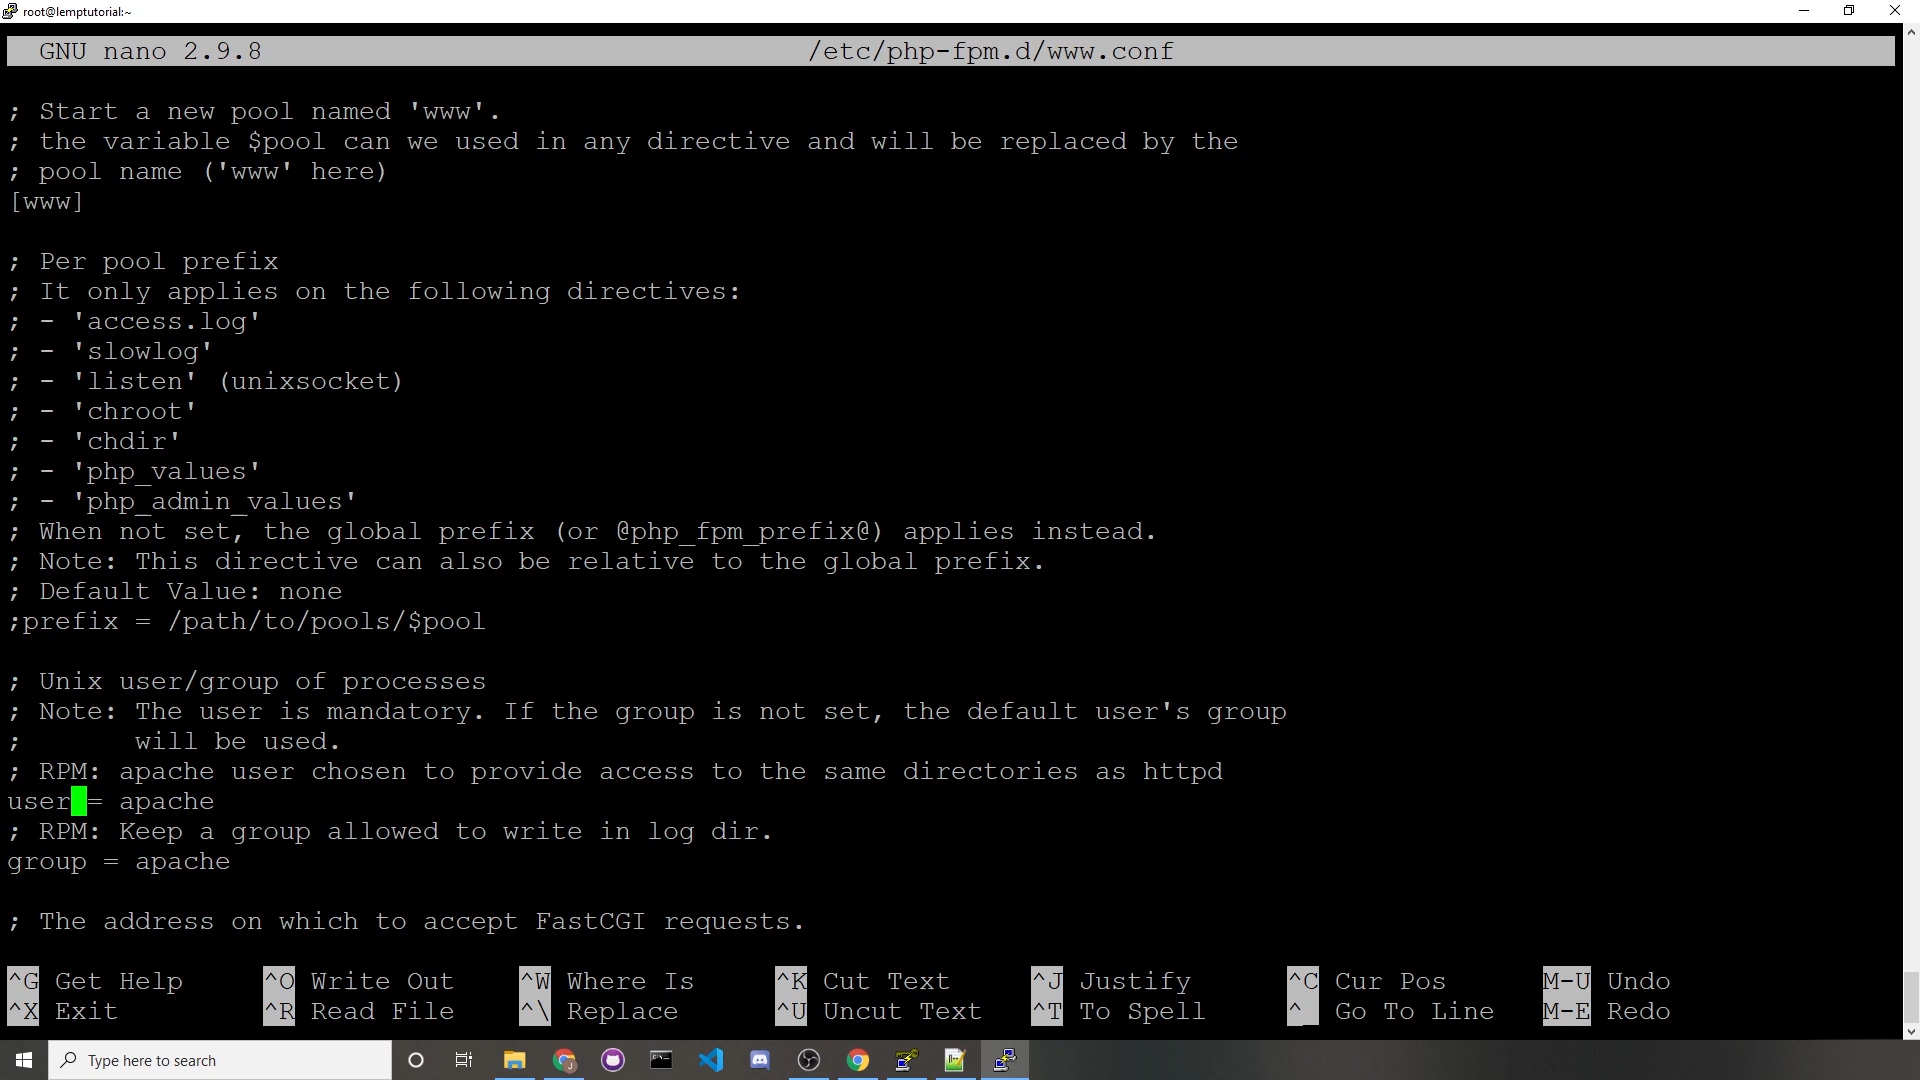 root@lemptutorial:~
GNU nano 2.9.8 /etc/php-fpm.d/www.conf
; Start a new pool named 'www'.
; the variable $pool can we used in any directive and will be replaced by the
; pool name ('www' here)
[www]
; Per pool prefix
; It only applies on the following directives:
; - 'access.log'
; - 'slowlog'
; - 'listen' (unixsocket)
; - 'chroot'
; - 'chdir'
; - 'php_values'
; - 'php_admin_values'
; When not set, the global prefix (or @php_fpm_prefix@) applies instead.
; Note: This directive can also be relative to the global prefix.
; Default Value: none
;prefix = /path/to/pools/$pool
; Unix user/group of processes
; Note: The user is mandatory. If the group is not set, the default user's group
;       will be used.
; RPM: apache user chosen to provide access to the same directories as httpd
user = apache
; RPM: Keep a group allowed to write in log dir.
group = apache
; The address on which to accept FastCGI requests.
^G Get Help ^O Write Out ^W Where Is ^K Cut Text ^J Justify ^C Cur Pos M-U Undo
^X Exit ^R Read File ^\ Replace ^U Uncut Text ^T To Spell ^_ Go To Line M-E Redo
Type here to search